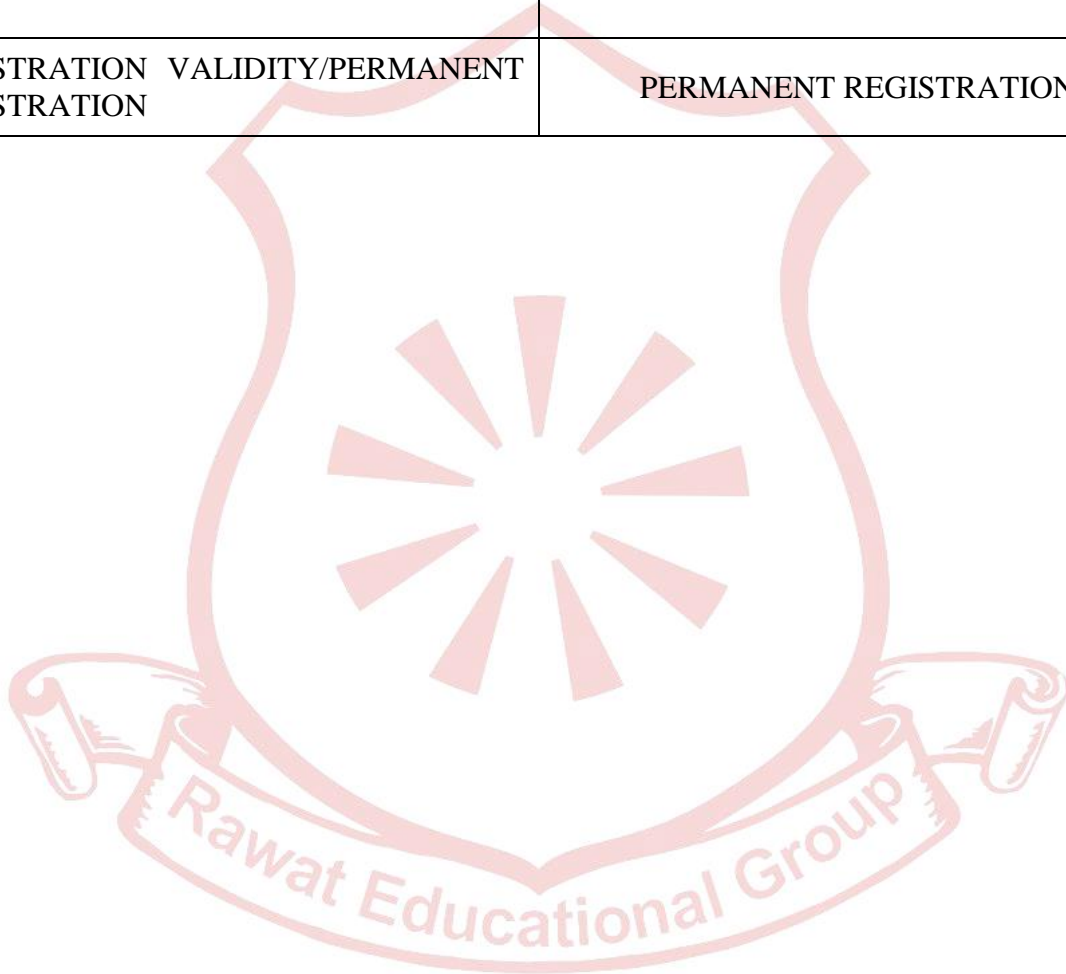 STRATION VALIDITY/PERMANENT
STRATION
PERMANENT REGISTRATION
Rawat Educational Group